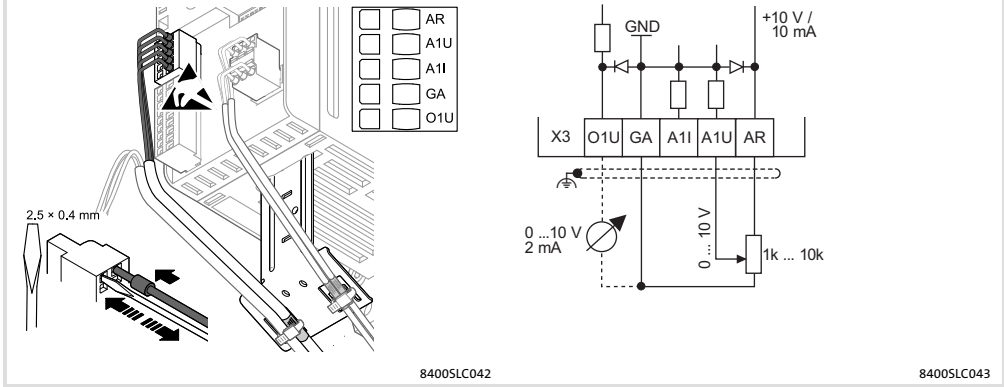 AR
A1U
A1I
GA
O1U
2.5 × 0.4 mm
8400SLC042
GND
+10 V /
10 mA
X3 O1U GA A1I A1U AR
0 ...10 V
2 mA
0 ... 10 V
1k ... 10k
8400SLC043